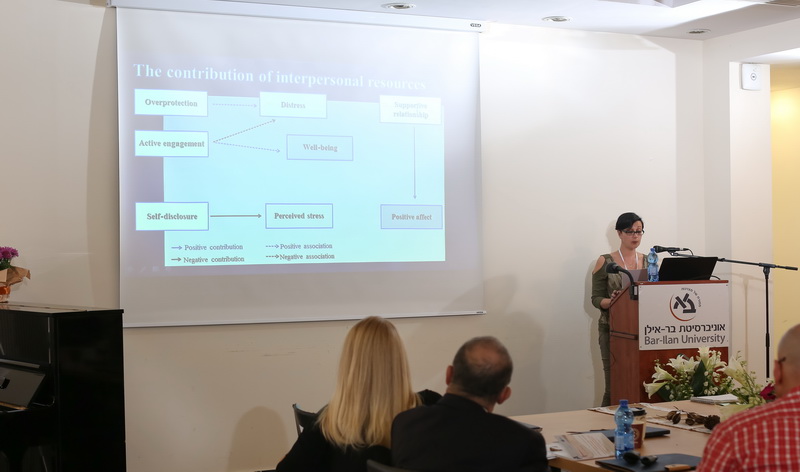 The contribution of interpersonal resources
Overprotection
Distress
Supportive
relationship
Active engagement
Well-being
Self-disclosure
Perceived stress
Positive affect
Positive contribution
Positive association
Negative contribution
Negative association
אוניברסיטת בר-אילן
Bar-Ilan University